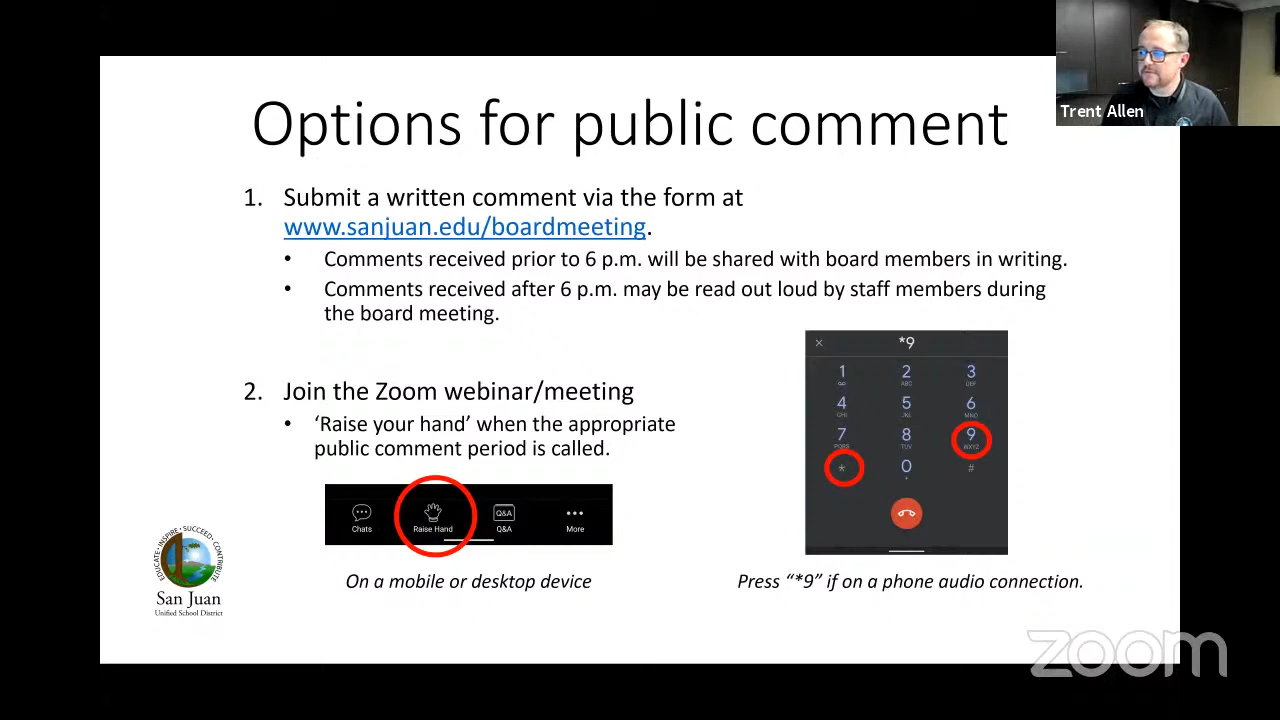 Trent Allen
Options for public comment
1. Submit a written comment via the form at
www.sanjuan.edu/boardmeeting.
• Comments received prior to 6 p.m. will be shared with board members in writing.
• Comments received after 6 p.m. may be read out loud by staff members during
the board meeting.
2. Join the Zoom webinar/meeting
• ‘Raise your hand’ when the appropriate
public comment period is called.
Chats Raise Hand Q&A Q&A More
On a mobile or desktop device
× *9
1 2 3
ABC DEF
4 5 6
GHI JKL MNO
7 8 9
PQRS TUV WXYZ
* 0 #
+
Press “*9” if on a phone audio connection.
EDUCATE•INSPIRE•SUCCEED•CONTRIBUTE
San Juan
Unified School District
zoom